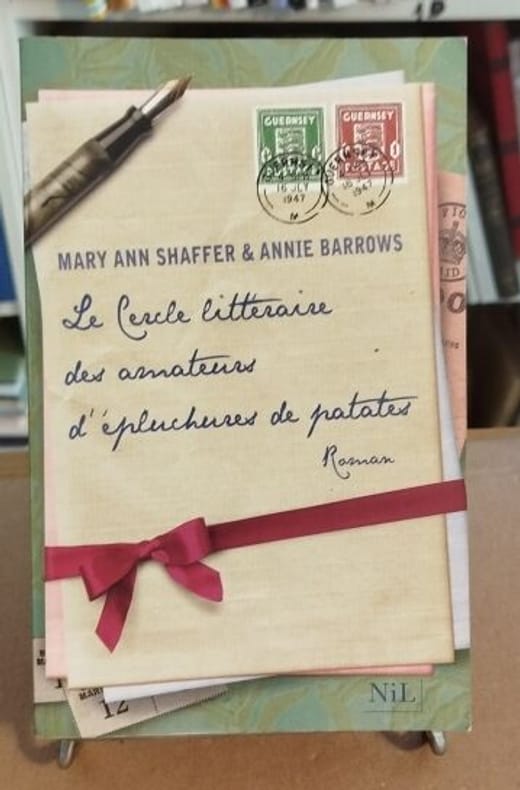 GUERNSEY
GUERNSEY
16 JLY
1947
1947
MARY ANN SHAFFER & ANNIE BARROWS
Le Cercle littéraire
des amateurs
d'épluchures de patates
Roman
12
NiL